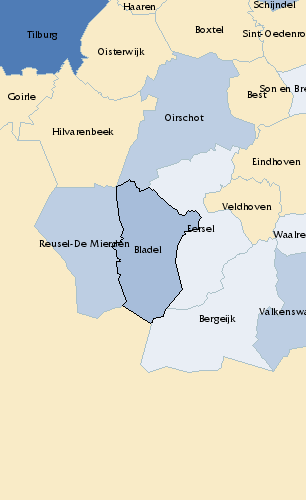 Haaren
Schijndel
Tilburg
Boxtel
Sint-Oedenro
Oisterwijk
Goirle
Best
Son en Bre
Oirschot
Hilvarenbeek
Eindhoven
Veldhoven
Eersel
Waalre
Reusel-De Mierden
Bladel
Bergeijk
Valkenswa